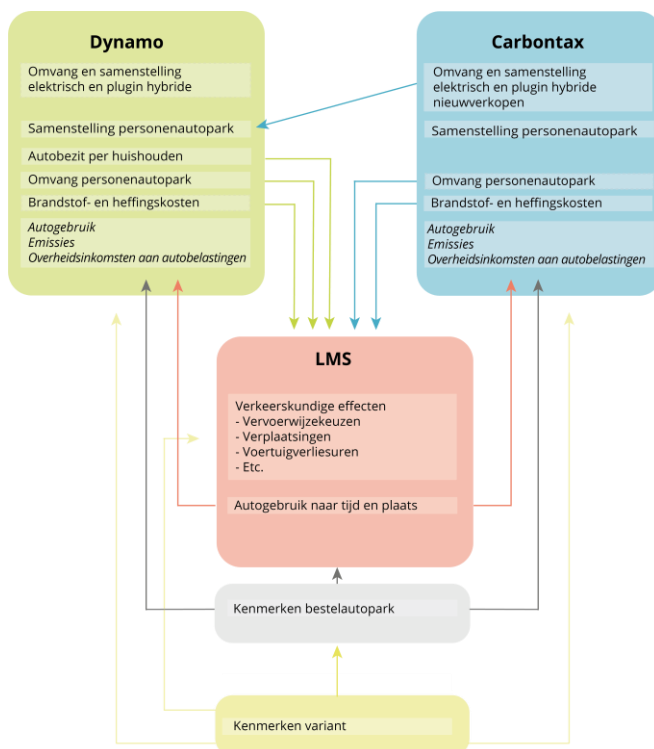 Dynamo
Omvang en samenstelling
elektrisch en plugin hybride
Samenstelling personenautopark
Autobezit per huishouden
Omvang personenautopark
Brandstof- en heffingskosten
Autogebruik
Emissies
Overheidsinkomsten aan autobelastingen
Carbontax
Omvang en samenstelling
elektrisch en plugin hybride
nieuwverkopen
Samenstelling personenautopark
Omvang personenautopark
Brandstof- en heffingskosten
Autogebruik
Emissies
Overheidsinkomsten aan autobelastingen
LMS
Verkeerskundige effecten
- Vervoerwijzekeuzen
- Verplaatsingen
- Voertuigverliesuren
- Etc.
Autogebruik naar tijd en plaats
Kenmerken bestelautopark
Kenmerken variant